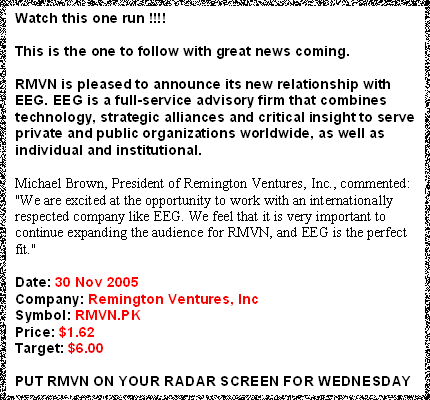 Watch this one run !!!!
This is the one to follow with great news coming.
RMVN is pleased to announce its new relationship with
EEG. EEG is a full-service advisory firm that combines
technology, strategic alliances and critical insight to serve
private and public organizations worldwide, as well as
individual and institutional.
Michael Brown, President of Remington Ventures, Inc., commented:
"We are excited at the opportunity to work with an internationally
respected company like EEG. We feel that it is very important to
continue expanding the audience for RMVN, and EEG is the perfect
fit."
Date: 30 Nov 2005
Company: Remington Ventures, Inc
Symbol: RMVN.PK
Price: $1.62
Target: $6.00
PUT RMVN ON YOUR RADAR SCREEN FOR WEDNESDAY